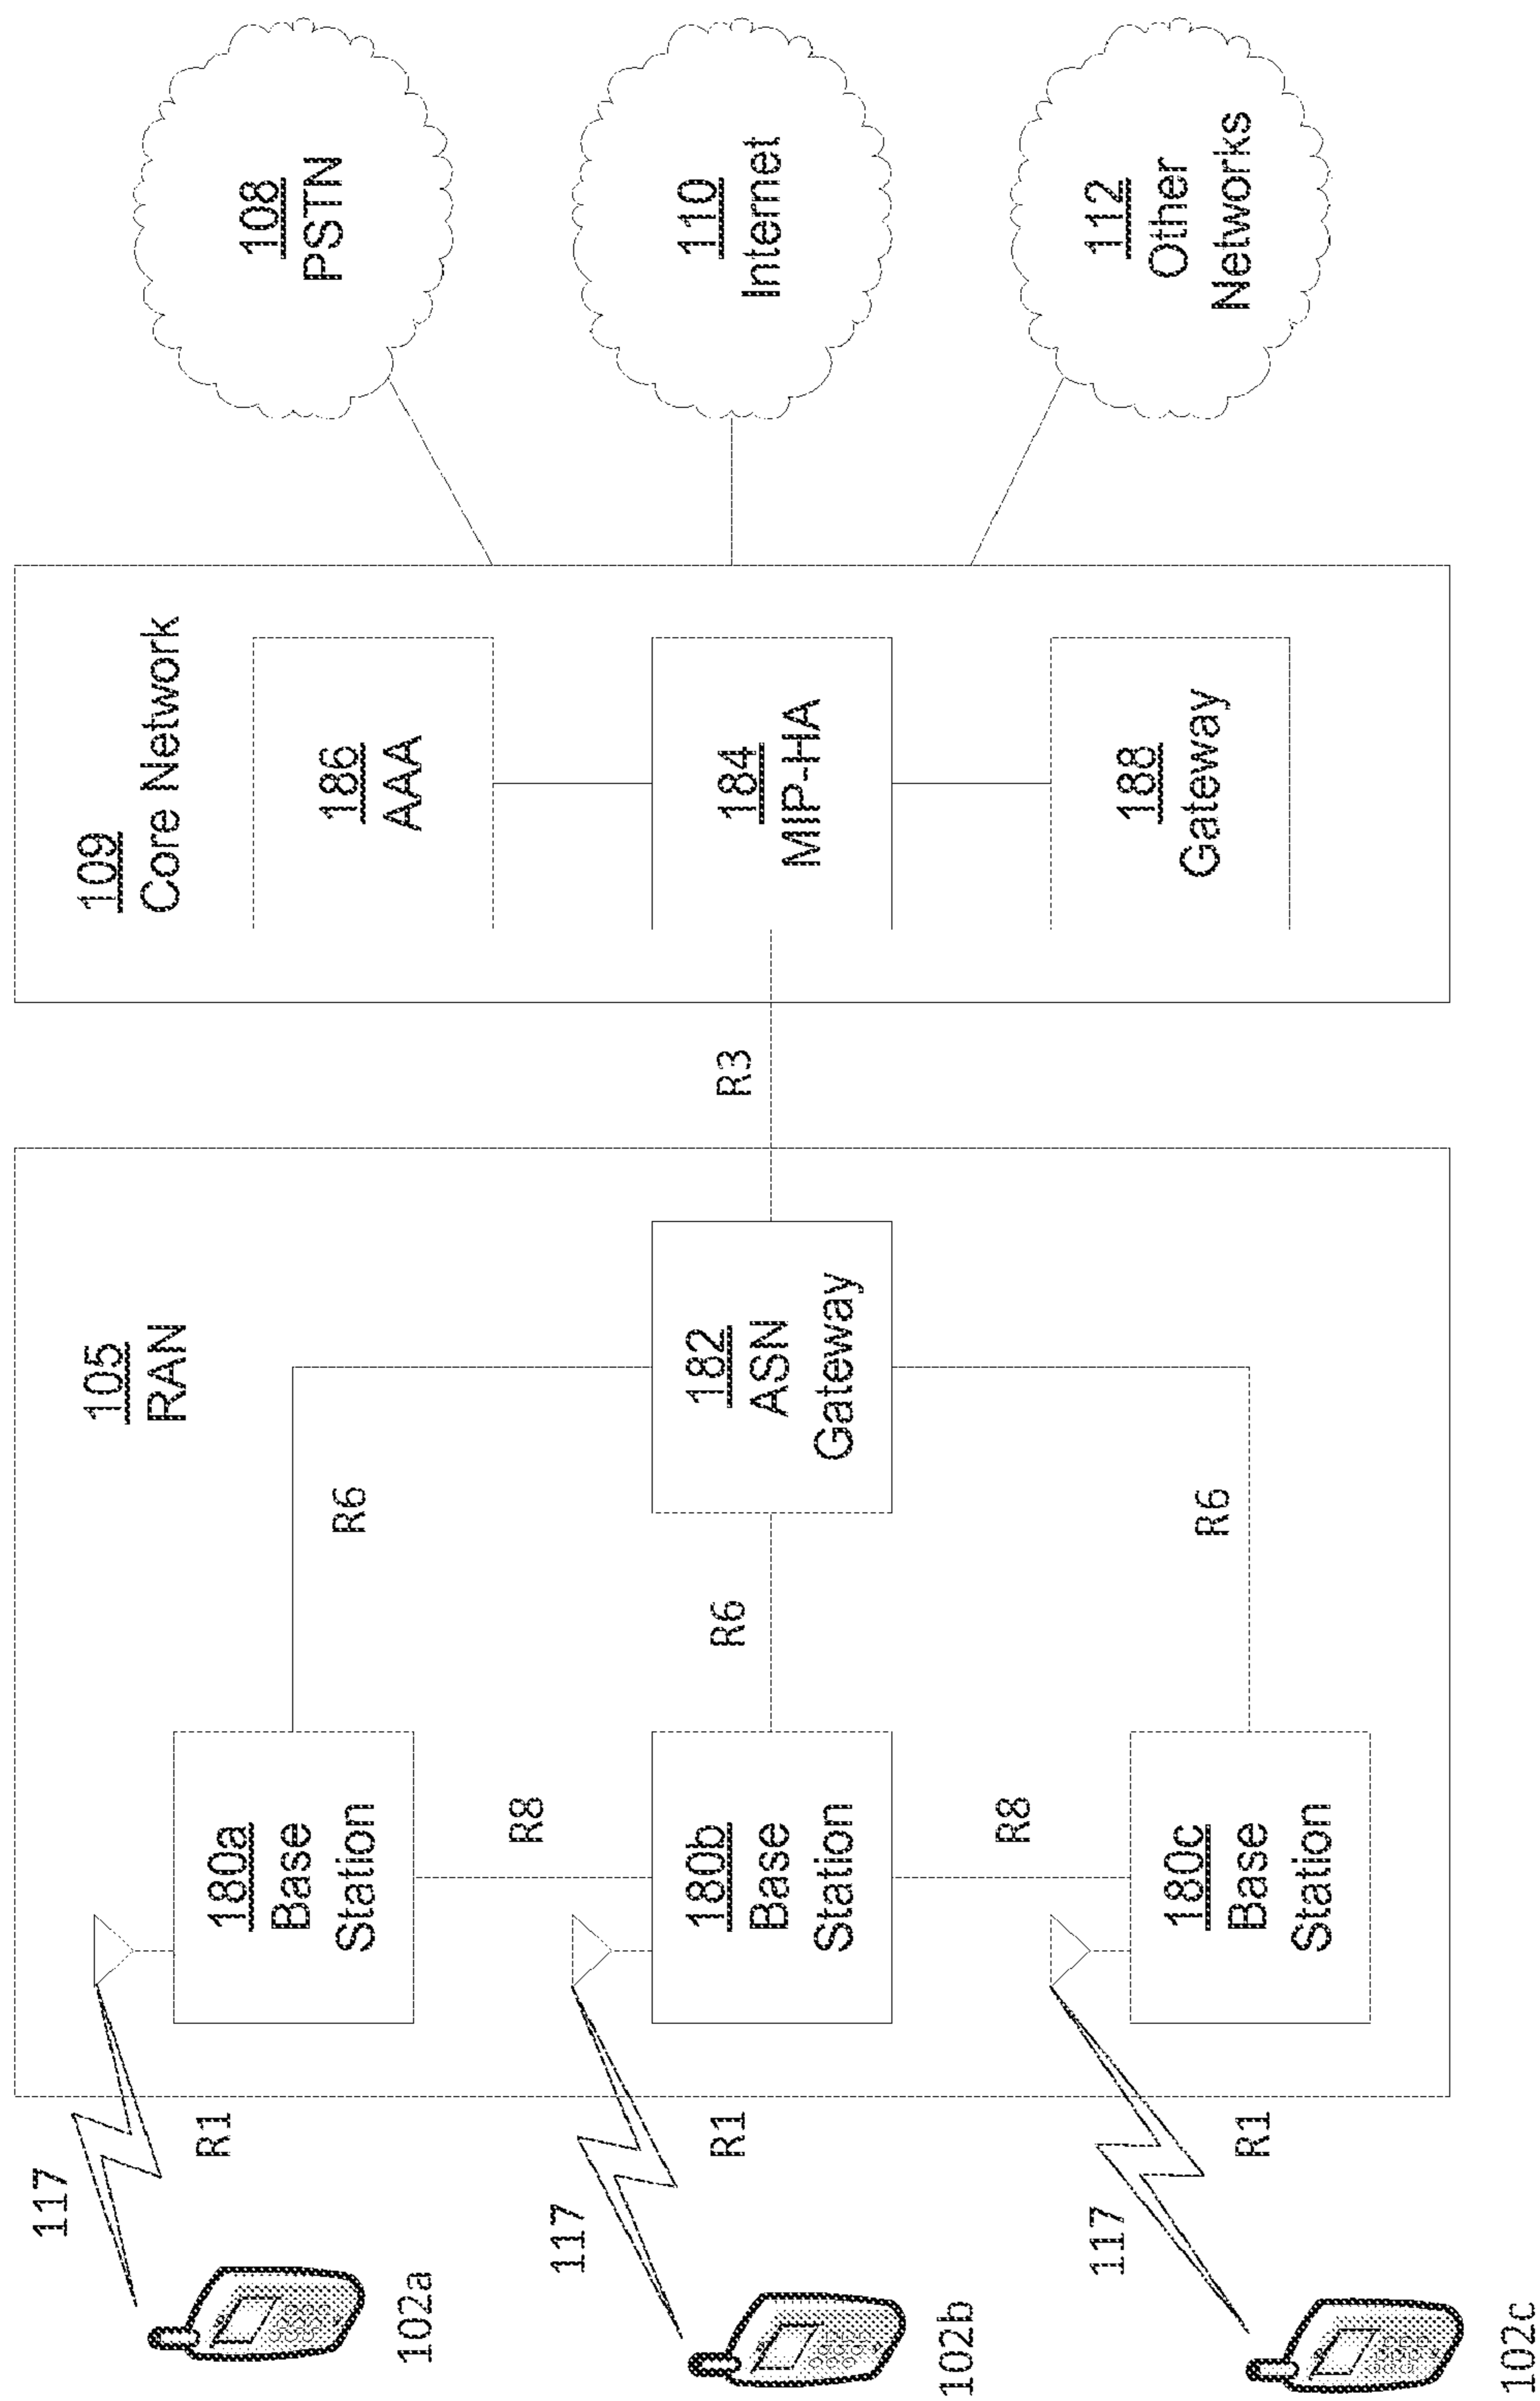 117
102a
R1
180a
Base
Station
R6
105
RAN
R8
117
102b
R1
180b
Base
Station
R6
182
ASN
Gateway
R8
117
102c
R1
180c
Base
Station
R6
R3
109
Core Network
186
AAA
184
MIP-HA
188
Gateway
108
PSTN
110
Internet
112
Other
Networks